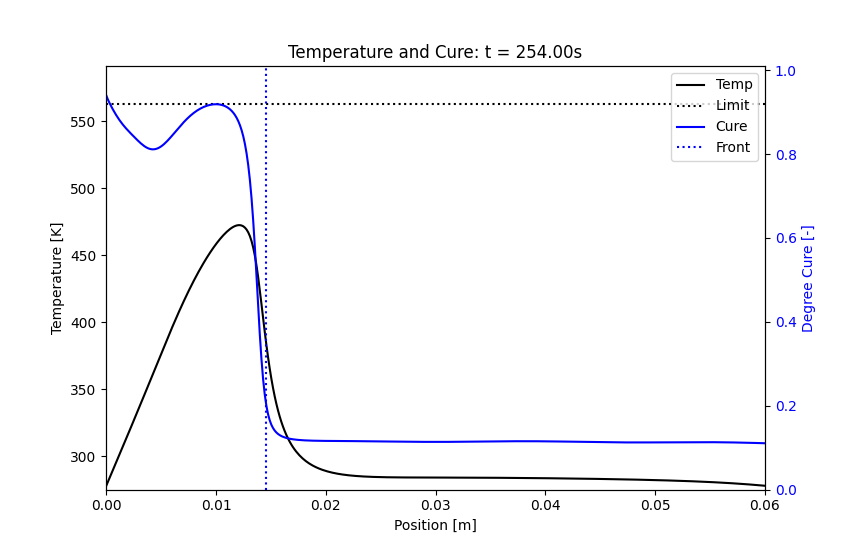 Temperature and Cure: t = 254.00s
Temp
Limit
Cure
Front
550
500
450
400
350
300
Temperature [K]
1.0
0.8
0.6
0.4
0.2
0.0
Degree Cure [-]
0.00 0.01 0.02 0.03 0.04 0.05 0.06
Position [m]